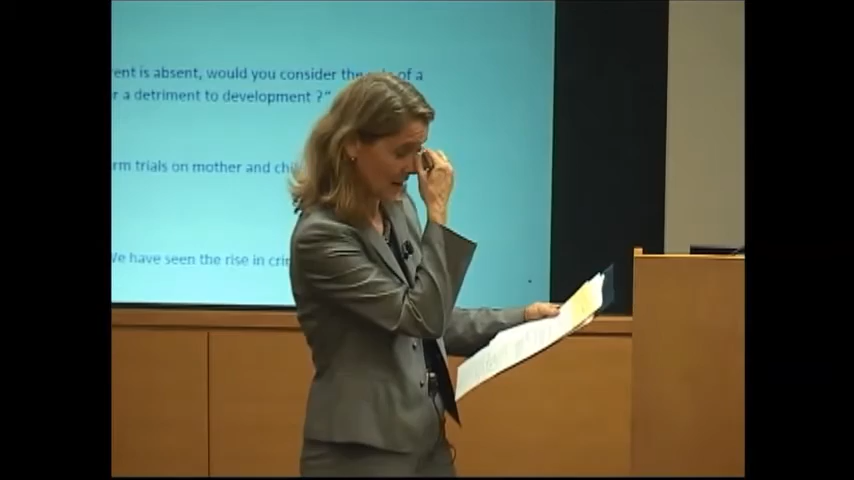 ent is absent, would you consider the role of a
r a detriment to development ?"
rm trials on mother and chi
We have seen the rise in cri